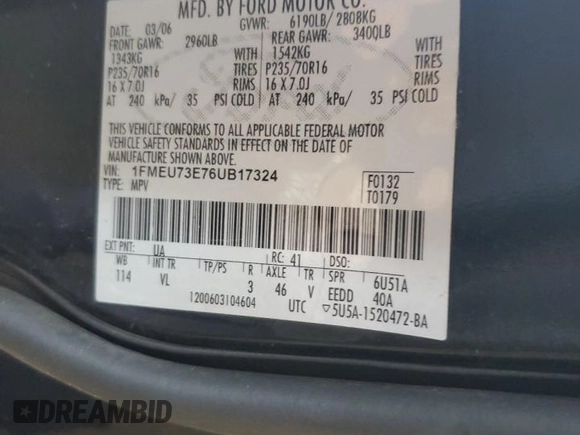 MFD. BY FORD MOTOR CO.
DATE: 03/06 GVWR: 6190LB/ 2808KG
FRONT GAWR: 2960LB REAR GAWR: 3400LB
1343KG 1542KG
P235/70R16 TIRES P235/70R16 TIRES
16 X 7.0J RIMS 16 X 7.0J RIMS
AT 240 kPa/ 35 PSI COLD AT 240 kPa/ 35 PSI COLD
THIS VEHICLE CONFORMS TO ALL APPLICABLE FEDERAL MOTOR
VEHICLE SAFETY STANDARDS IN EFFECT ON THE DATE OF
MANUFACTURE SHOWN ABOVE.
VIN: 1FMEU73E76UB17324
TYPE: MPV
F0132
T0179
EXT PNT: UA RC: 41 DSO:
WB INT TR TP/PS R AXLE TR SPR 6U51A
114 VL 3 46 V EEDD 40A
1200603104604 UTC ▽5U5A-1520472-BA
DREAMBID